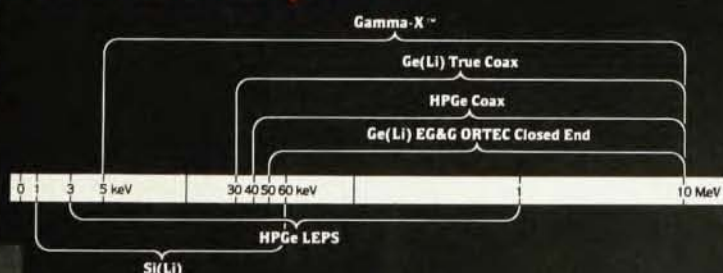 Gamma-X™
Ge(Li) True Coax
HPGe Coax
Ge(Li) EG&G ORTEC Closed End
0 1 3 5 keV 30 40 50 60 keV 1 10 MeV
HPGe LEPS
Si(Li)